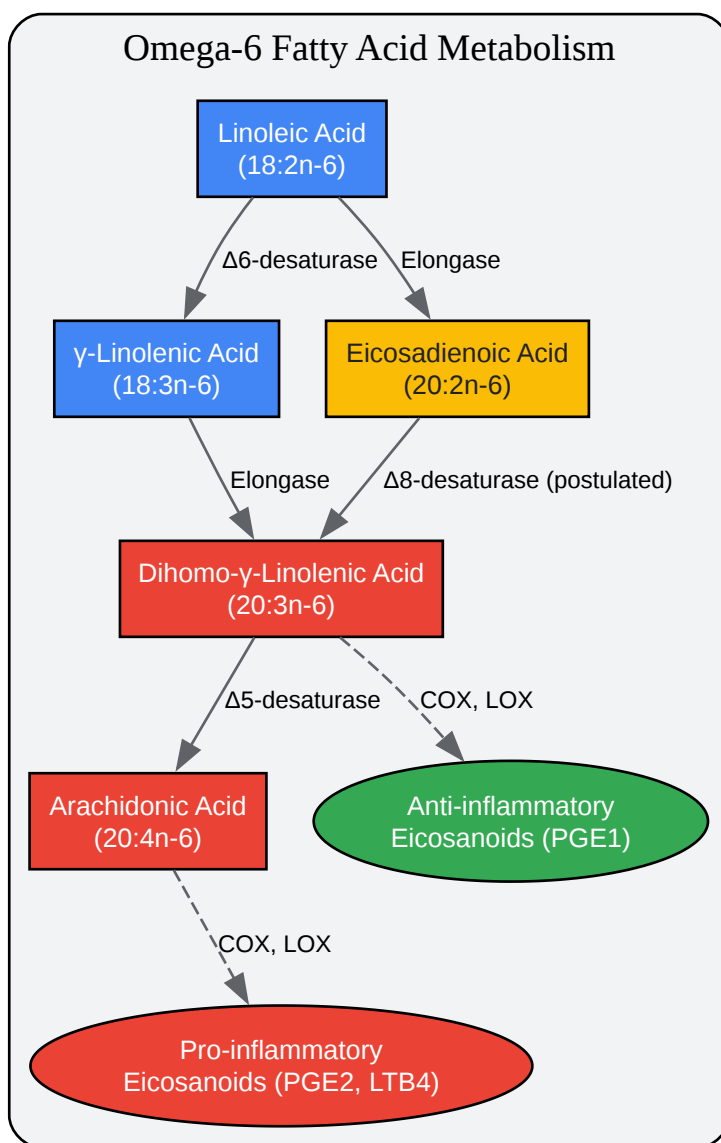 Omega-6 Fatty Acid Metabolism
Linoleic Acid
(18:2n-6)
Δ6-desaturase
Elongase
γ-Linolenic Acid
(18:3n-6)
Eicosadienoic Acid
(20:2n-6)
Elongase
Δ8-desaturase (postulated)
Dihomo-γ-Linolenic Acid
(20:3n-6)
Δ5-desaturase
COX, LOX
Arachidonic Acid
(20:4n-6)
Anti-inflammatory
Eicosanoids (PGE1)
COX, LOX
Pro-inflammatory
Eicosanoids (PGE2, LTB4)